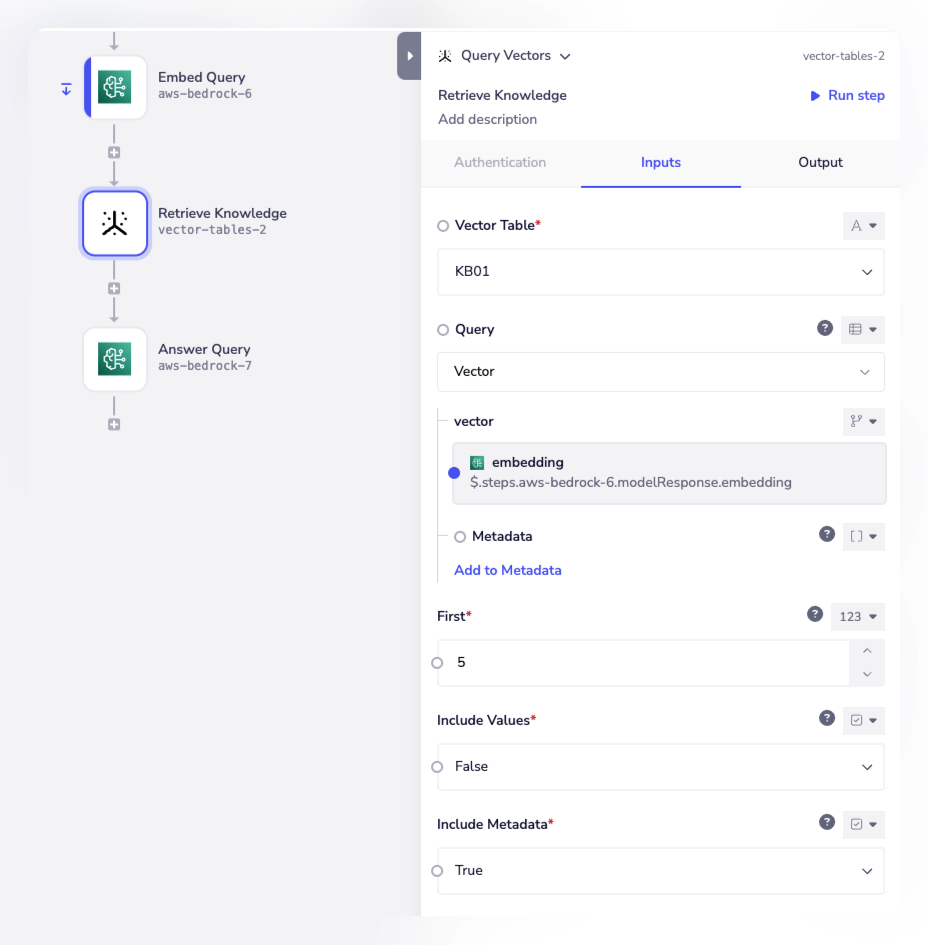 Embed Query
aws-bedrock-6
Retrieve Knowledge
vector-tables-2
Answer Query
aws-bedrock-7
Query Vectors
vector-tables-2
Retrieve Knowledge
Run step
Add description
Authentication
Inputs
Output
Vector Table*
A
KB01
Query
?
Vector
vector
embedding
$.steps.aws-bedrock-6.modelResponse.embedding
Metadata
?
[ ]
Add to Metadata
First*
?
123
5
Include Values*
?
False
Include Metadata*
?
True